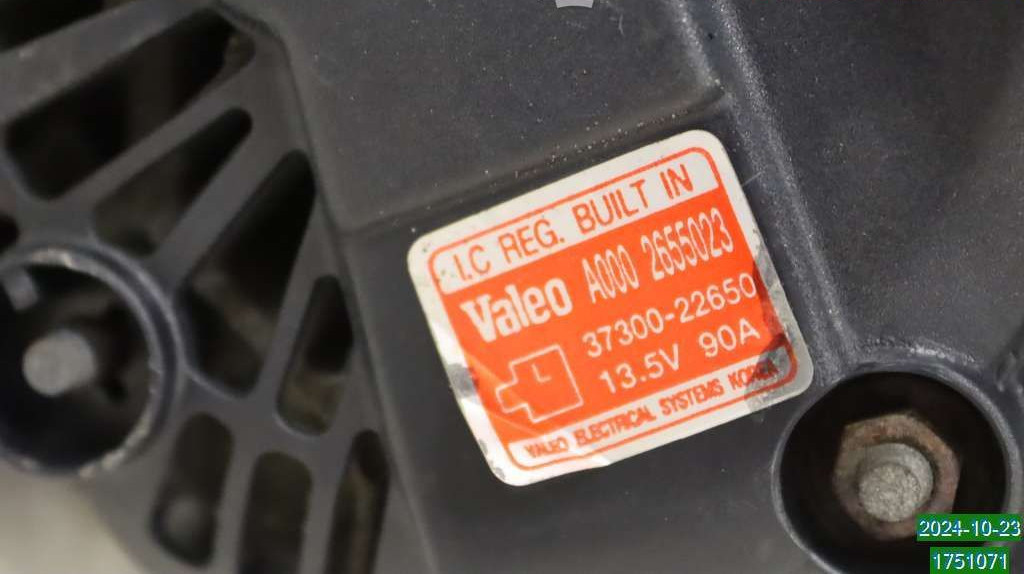 I.C REG. BUILT IN
Valeo A000 2655023
37300-22650
13.5V 90A
VALEO ELECTRICAL SYSTEMS KOREA
2024-10-23
1751071